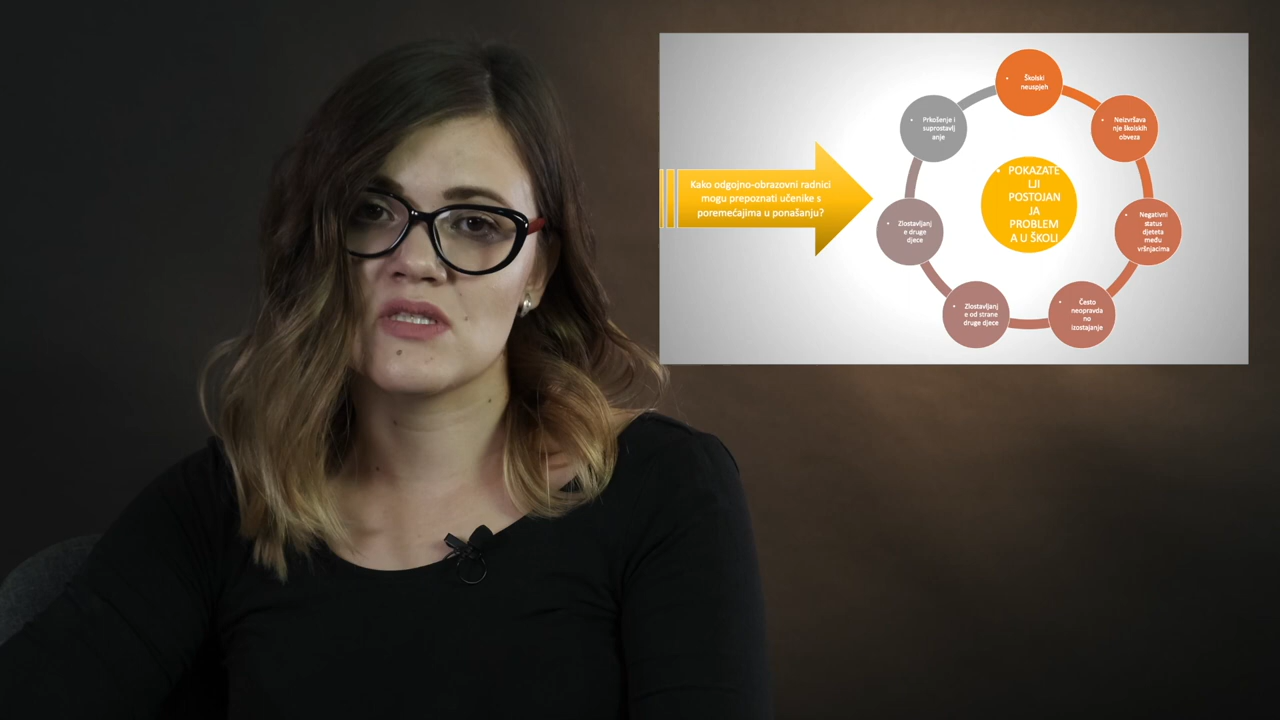 Kako odgojno-obrazovni radnici
mogu prepoznati učenike s
poremećajima u ponašanju?
• POKAZATE
LJI
POSTOJAN
JA
PROBLEM
A U ŠKOLI
• Školski
neuspjeh
• Neizvršava
nje školskih
obveza
• Negativni
status
djeteta
među
vršnjacima
• Često
neopravda
no
izostajanje
• Zlostavljanj
e od strane
druge djece
• Zlostavljanj
e druge
djece
• Prkošenje i
suprostavlj
anje